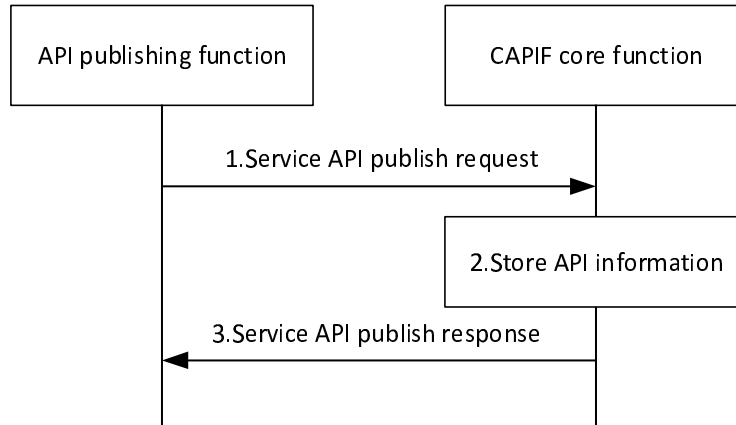 API publishing function
CAPIF core function
1.Service API publish request
2.Store API information
3.Service API publish response